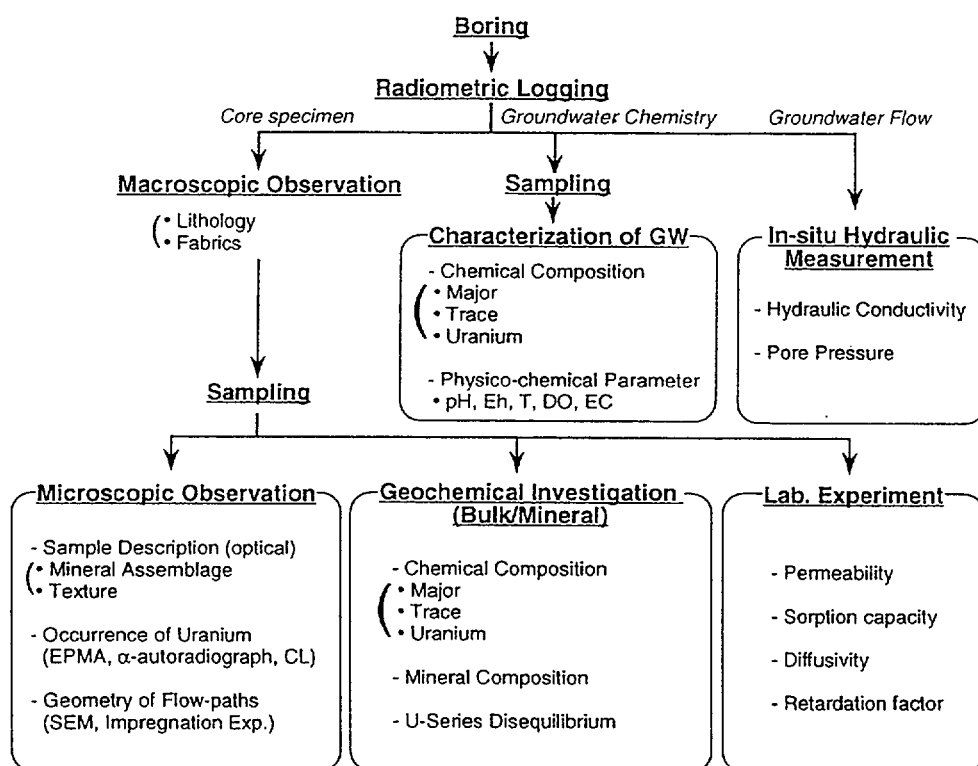 Boring
Radiometric Logging
Core specimen
Groundwater Chemistry
Groundwater Flow
Macroscopic Observation
• Lithology
• Fabrics
Sampling
Characterization of GW
- Chemical Composition
• Major
• Trace
• Uranium
- Physico-chemical Parameter
• pH, Eh, T, DO, EC
In-situ Hydraulic
Measurement
- Hydraulic Conductivity
- Pore Pressure
Sampling
Microscopic Observation
- Sample Description (optical)
• Mineral Assemblage
• Texture
- Occurrence of Uranium
(EPMA, α-autoradiograph, CL)
- Geometry of Flow-paths
(SEM, Impregnation Exp.)
Geochemical Investigation
(Bulk/Mineral)
- Chemical Composition
• Major
• Trace
• Uranium
- Mineral Composition
- U-Series Disequilibrium
Lab. Experiment
- Permeability
- Sorption capacity
- Diffusivity
- Retardation factor